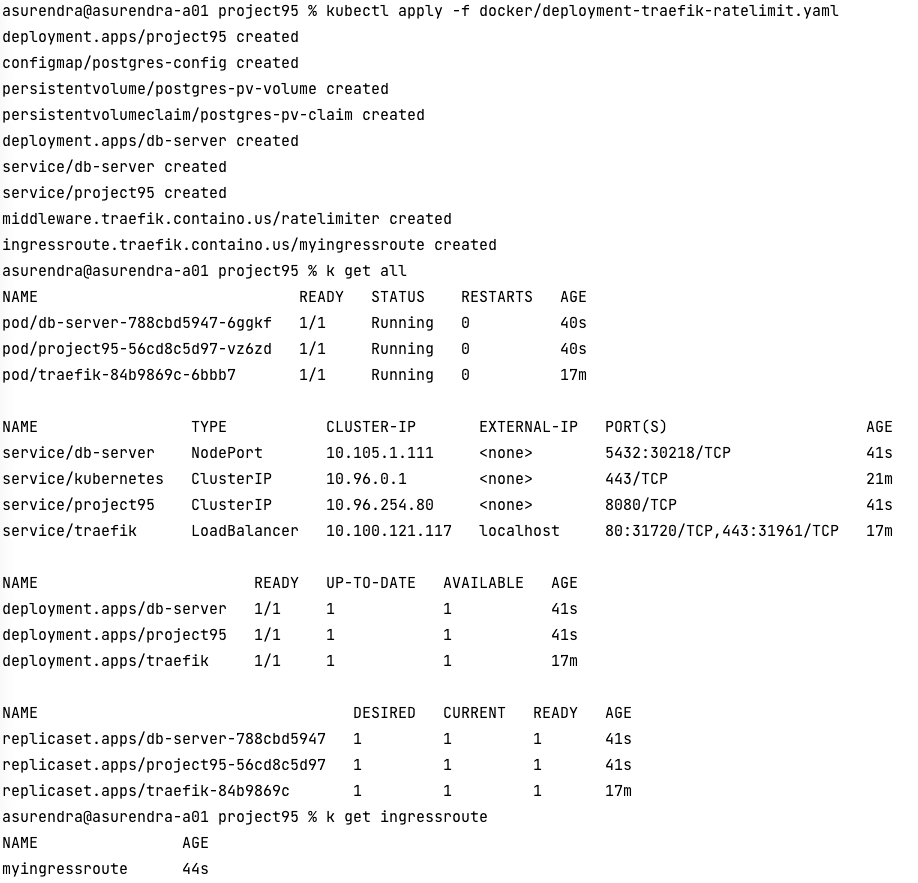 asurendra@asurendra-a01 project95 % kubectl apply -f docker/deployment-traefik-ratelimit.yaml
deployment.apps/project95 created
configmap/postgres-config created
persistentvolume/postgres-pv-volume created
persistentvolumeclaim/postgres-pv-claim created
deployment.apps/db-server created
service/db-server created
service/project95 created
middleware.traefik.containo.us/ratelimiter created
ingressroute.traefik.containo.us/myingressroute created
asurendra@asurendra-a01 project95 % k get all
NAME                             READY   STATUS    RESTARTS   AGE
pod/db-server-788cbd5947-6ggkf   1/1     Running   0          40s
pod/project95-56cd8c5d97-vz6zd   1/1     Running   0          40s
pod/traefik-84b9869c-6bbb7       1/1     Running   0          17m

NAME                 TYPE           CLUSTER-IP       EXTERNAL-IP   PORT(S)                      AGE
service/db-server    NodePort       10.105.1.111     <none>        5432:30218/TCP               41s
service/kubernetes   ClusterIP      10.96.0.1        <none>        443/TCP                      21m
service/project95    ClusterIP      10.96.254.80     <none>        8080/TCP                     41s
service/traefik      LoadBalancer   10.100.121.117   localhost     80:31720/TCP,443:31961/TCP   17m

NAME                        READY   UP-TO-DATE   AVAILABLE   AGE
deployment.apps/db-server   1/1     1            1           41s
deployment.apps/project95   1/1     1            1           41s
deployment.apps/traefik     1/1     1            1           17m

NAME                                   DESIRED   CURRENT   READY   AGE
replicaset.apps/db-server-788cbd5947   1         1         1       41s
replicaset.apps/project95-56cd8c5d97   1         1         1       41s
replicaset.apps/traefik-84b9869c       1         1         1       17m
asurendra@asurendra-a01 project95 % k get ingressroute
NAME                AGE
myingressroute      44s